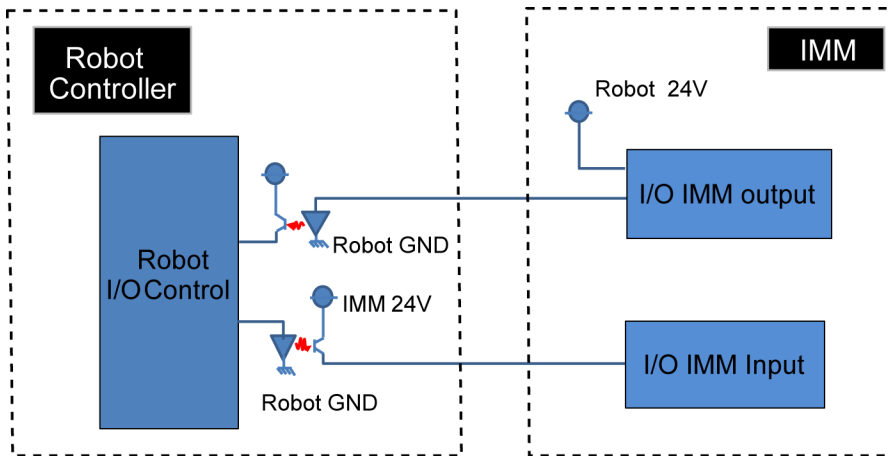 Robot
Controller
IMM
Robot 24V
I/O IMM output
Robot GND
Robot
I/O Control
IMM 24V
I/O IMM Input
Robot GND